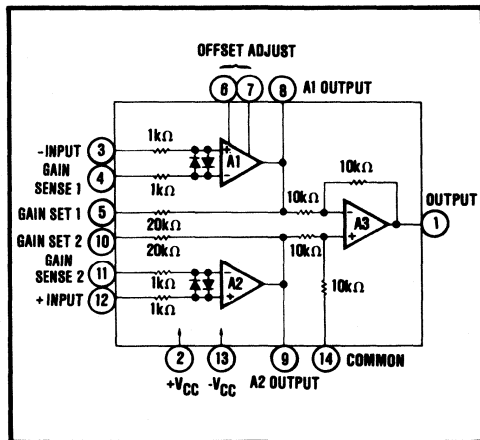 OFFSET ADJUST
6 7 8 A1 OUTPUT
-INPUT 3 1kΩ + A1 - 10kΩ
GAIN SENSE 1 4 1kΩ
OUTPUT 1
GAIN SET 1 5 20kΩ 10kΩ - A3 +
GAIN SET 2 10 20kΩ 10kΩ
GAIN SENSE 2 11 1kΩ - A2 + 10kΩ
+ INPUT 12 1kΩ
2 13 9 14 COMMON
+VCC -VCC A2 OUTPUT